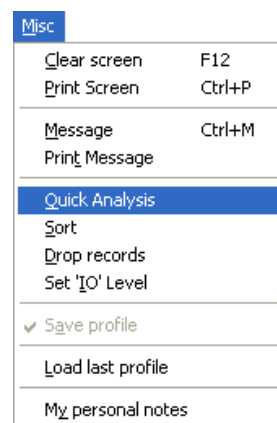 Misc
Clear screen F12
Print Screen Ctrl+P
Message Ctrl+M
Print Message
Quick Analysis
Sort
Drop records
Set 'IO' Level
Save profile
Load last profile
My personal notes